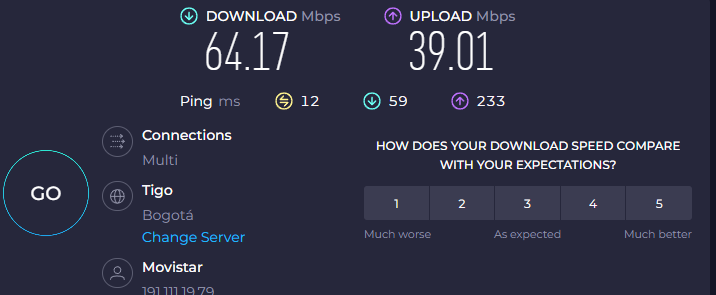 DOWNLOAD Mbps
UPLOAD Mbps
64.17
39.01
Ping ms 12 59 233
Connections
Multi
HOW DOES YOUR DOWNLOAD SPEED COMPARE
WITH YOUR EXPECTATIONS?
GO
Tigo
Bogotá
Change Server
1 2 3 4 5
Much worse As expected Much better
Movistar
191.111.19.79